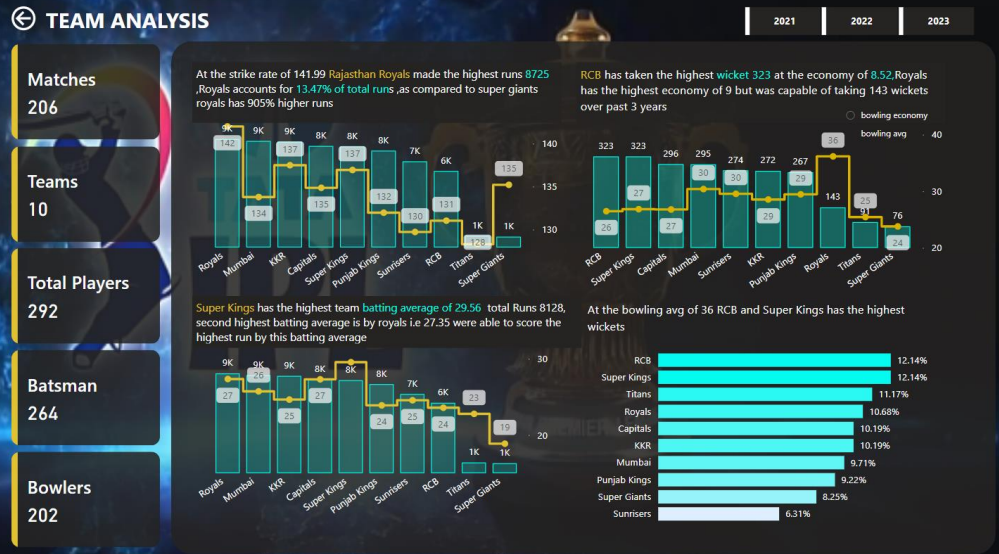 TEAM ANALYSIS
2021
2022
2023
Matches
206
Teams
10
Total Players
292
Batsman
264
Bowlers
202
At the strike rate of 141.99 Rajasthan Royals made the highest runs 8725
,Royals accounts for 13.47% of total runs ,as compared to super giants
royals has 905% higher runs
9K 9K 9K 8K 8K 8K 7K 6K 1K 1K
142 134 137 135 137 132 130 131 128 135
140
135
130
Royals Mumbai KKR Capitals Super Kings Punjab Kings Sunrisers RCB Titans Super Giants
RCB has taken the highest wicket 323 at the economy of 8.52,Royals
has the highest economy of 9 but was capable of taking 143 wickets
over past 3 years
bowling economy
bowling avg
323 323 296 295 274 272 267 143 91 76
26 27 27 30 30 29 29 36 25 24
40
30
20
RCB Super Kings Capitals Mumbai Sunrisers KKR Punjab Kings Royals Titans Super Giants
Super Kings has the highest team batting average of 29.56 total Runs 8128,
second highest batting average is by royals i.e 27.35 were able to score the
highest run by this batting average
9K 9K 9K 8K 8K 8K 7K 6K 1K 1K
27 26 25 27 24 25 24 23 19
30
20
Royals Mumbai KKR Capitals Super Kings Punjab Kings Sunrisers RCB Titans Super Giants
At the bowling avg of 36 RCB and Super Kings has the highest
wickets
RCB 12.14%
Super Kings 12.14%
Titans 11.17%
Royals 10.68%
Capitals 10.19%
KKR 10.19%
Mumbai 9.71%
Punjab Kings 9.22%
Super Giants 8.25%
Sunrisers 6.31%